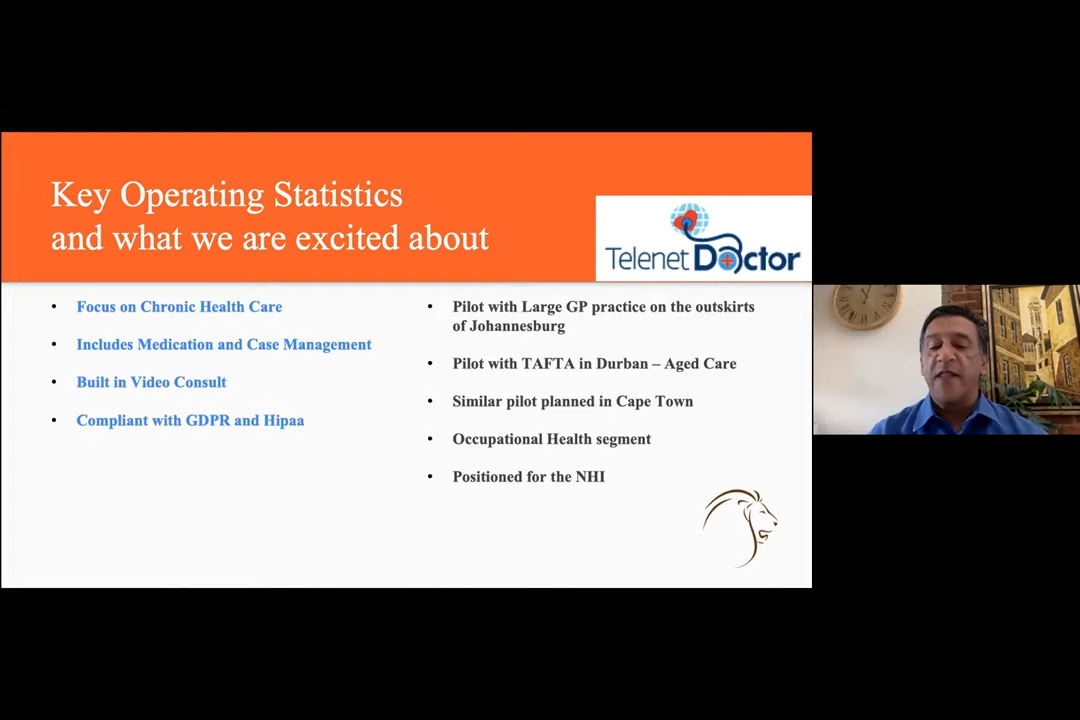 Key Operating Statistics
and what we are excited about
Telenet Doctor
• Focus on Chronic Health Care
• Includes Medication and Case Management
• Built in Video Consult
• Compliant with GDPR and Hipaa
• Pilot with Large GP practice on the outskirts
of Johannesburg
• Pilot with TAFTA in Durban – Aged Care
• Similar pilot planned in Cape Town
• Occupational Health segment
• Positioned for the NHI